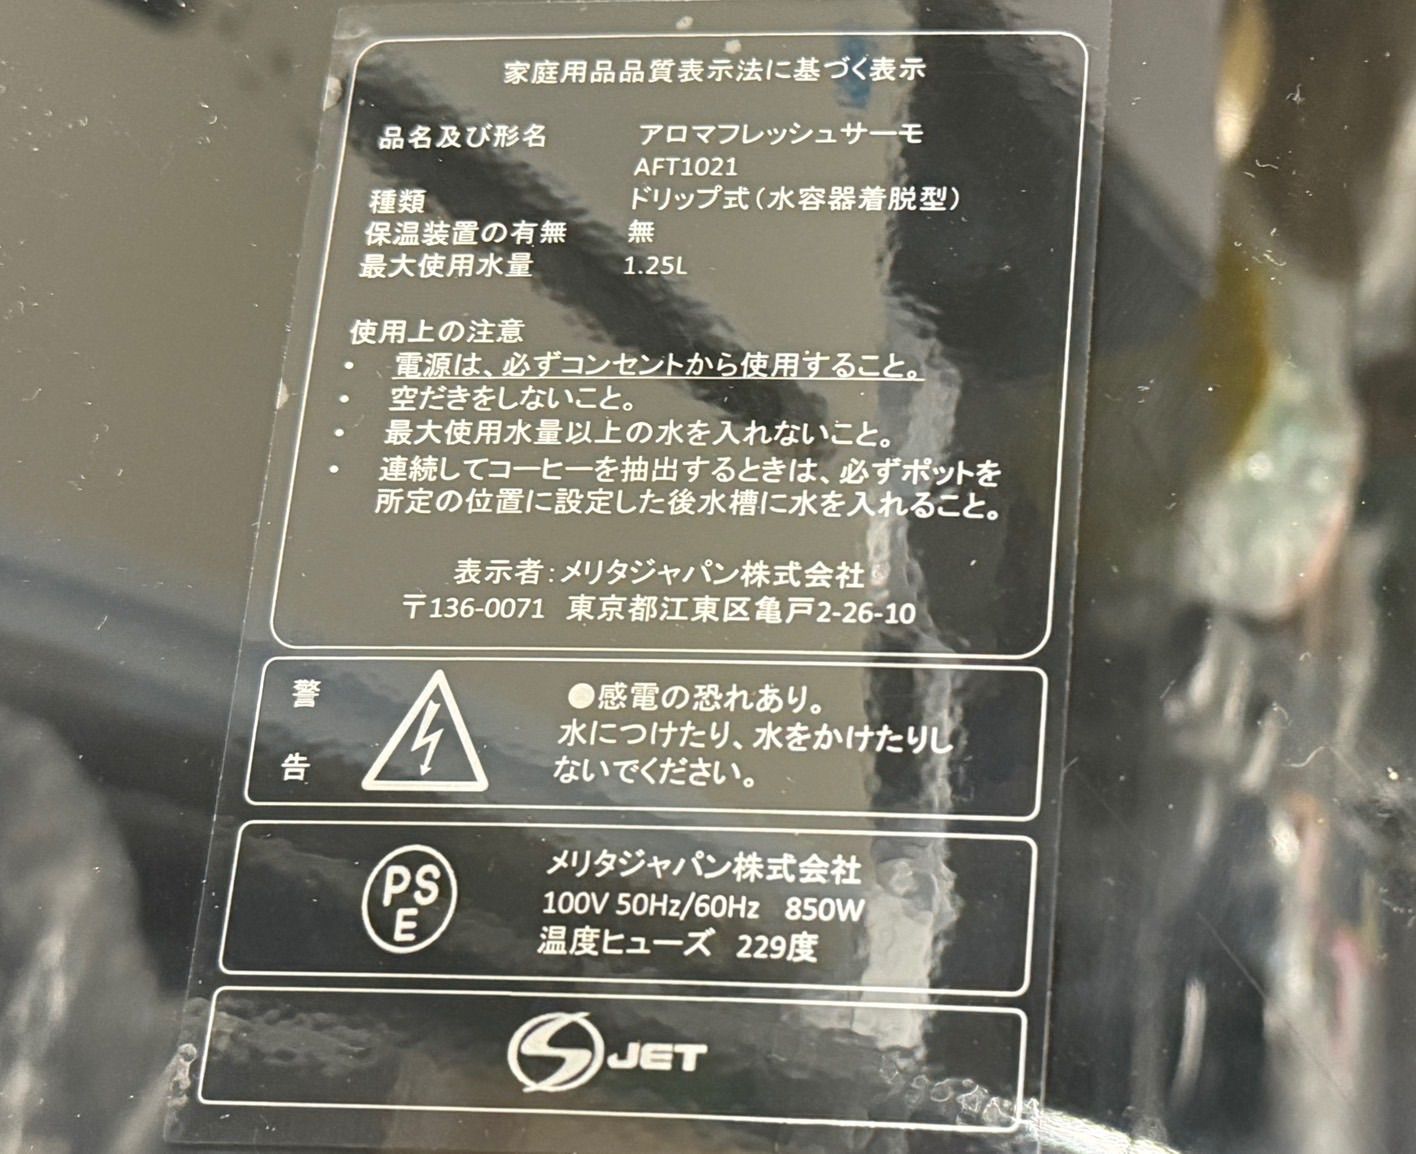 家庭用品品質表示法に基づく表示
品名及び形名 アロマフレッシュサーモ
AFT1021
種類 ドリップ式(水容器着脱型)
保温装置の有無 無
最大使用水量 1.25L
使用上の注意
・ 電源は、必ずコンセントから使用すること。
・ 空だきをしないこと。
・ 最大使用水量以上の水を入れないこと。
・ 連続してコーヒーを抽出するときは、必ずポットを
所定の位置に設定した後水槽に水を入れること。
表示者:メリタジャパン株式会社
〒136-0071 東京都江東区亀戸2-26-10
警告
●感電の恐れあり。
水につけたり、水をかけたりし
ないでください。
PS
E
メリタジャパン株式会社
100V 50Hz/60Hz 850W
温度ヒューズ 229度
S JET